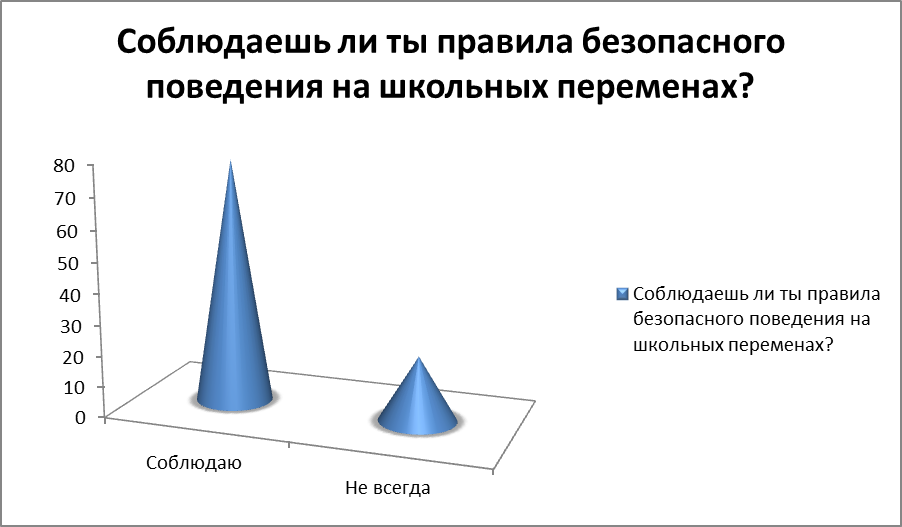 Соблюдаешь ли ты правила безопасного
поведения на школьных переменах?
80
70
60
50
40
30
20
10
0
Соблюдаю
Не всегда
Соблюдаешь ли ты правила
безопасного поведения на
школьных переменах?